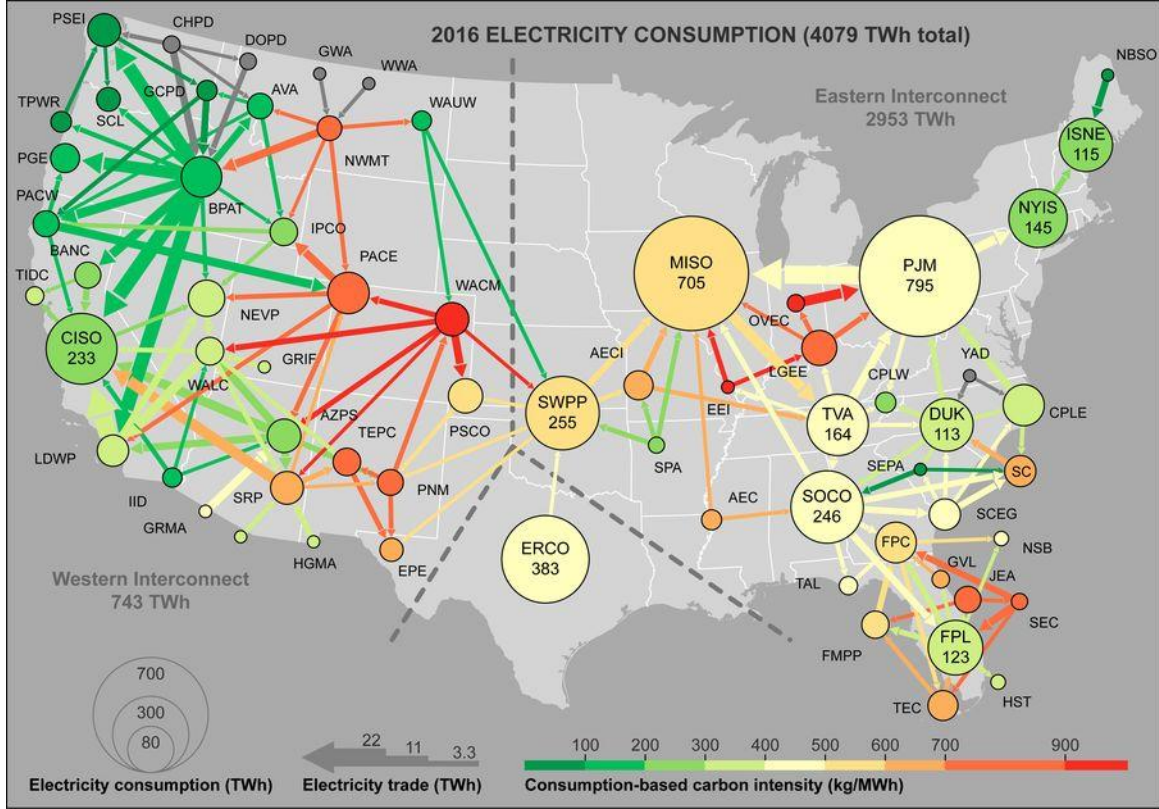 2016 ELECTRICITY CONSUMPTION (4079 TWh total)
PSEI
CHPD
DOPD
GWA
WWA
NBSO
GCPD
AVA
WAUW
Eastern Interconnect
2953 TWh
TPWR
SCL
NWMT
ISNE
115
PGE
PACW
BPAT
NYIS
145
BANC
IPCO
PACE
MISO
705
PJM
795
TIDC
WACM
NEVP
OVEC
CISO
233
GRIF
AECI
LGEE
YAD
WALC
CPLW
EEI
SWPP
255
TVA
164
DUK
113
CPLE
AZPS
TEPC
PSCO
LDWP
SPA
SEPA
SC
IID
SRP
PNM
AEC
SOCO
246
SCEG
GRMA
FPC
NSB
ERCO
383
HGMA
EPE
GVL
TAL
JEA
Western Interconnect
743 TWh
SEC
FPL
123
FMPP
HST
TEC
700
300
80
22
11
3.3
100
200
300
400
500
600
700
900
Electricity consumption (TWh)
Electricity trade (TWh)
Consumption-based carbon intensity (kg/MWh)